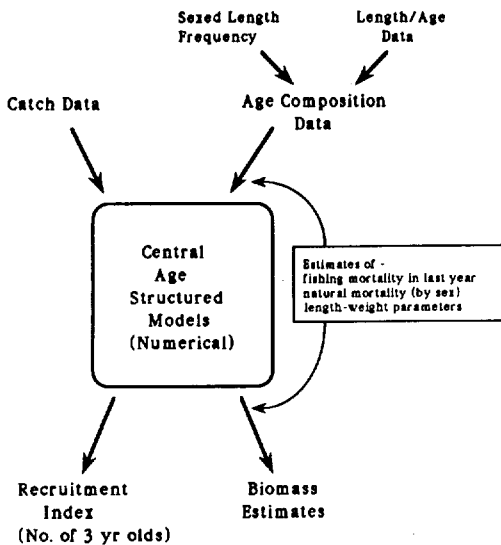 Sexed Length
Frequency
Length/Age
Data
Catch Data
Age Composition
Data
Central
Age
Structured
Models
(Numerical)
Estimates of -
fishing mortality in last year
natural mortality (by sex)
length-weight parameters
Recruitment
Index
(No. of 3 yr olds)
Biomass
Estimates